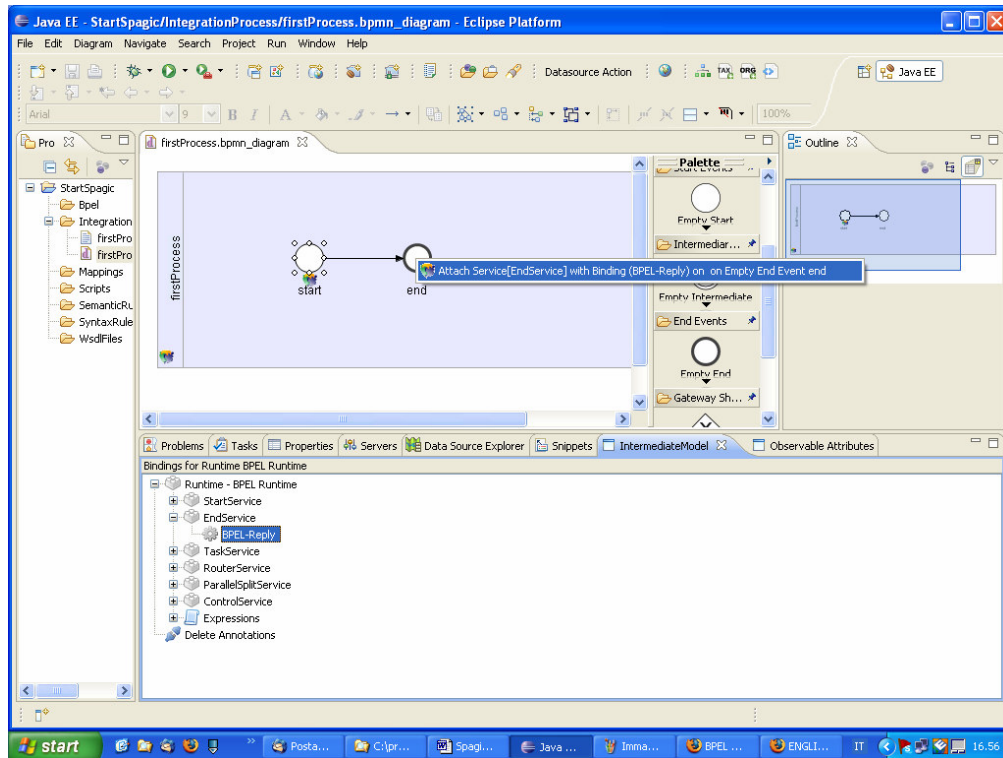 Java EE - StartSpagic/IntegrationProcess/firstProcess.bpmn_diagram - Eclipse Platform
File Edit Diagram Navigate Search Project Run Window Help
Datasource Action
TAX
ORG
Java EE
Arial
9
B I A
100%
Pro
firstProcess.bpmn_diagram
Outline
StartSpagic
Bpel
Integration
firstPro
firstPro
Mappings
Scripts
SemanticRu
SyntaxRule
WsdlFiles
firstProcess
start
end
Attach Service[EndService] with Binding (BPEL-Reply) on on Empty End Event end
Palette
Start Events
Empty Start
Intermediar...
Empty Intermediate
End Events
Empty End
Gateway Sh...
Problems Tasks Properties Servers Data Source Explorer Snippets IntermediateModel Observable Attributes
Bindings for Runtime BPEL Runtime
Runtime - BPEL Runtime
StartService
EndService
BPEL-Reply
TaskService
RouterService
ParallelSplitService
ControlService
Expressions
Delete Annotations
start
Posta...
C:\pr...
Spagi...
Java ...
Imma...
BPEL ...
ENGLI...
IT
16.56